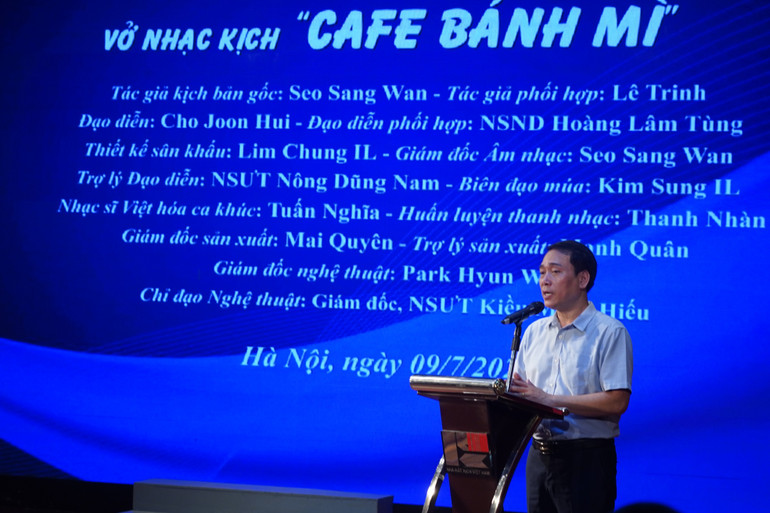 VỞ NHẠC KỊCH "CAFE BÁNH MÌ"
Tác giả kịch bản gốc: Seo Sang Wan - Tác giả phối hợp: Lê Trinh
Đạo diễn: Cho Joon Hui - Đạo diễn phối hợp: NSND Hoàng Lâm Tùng
Thiết kế sân khấu: Lim Chung IL - Giám đốc Âm nhạc: Seo Sang Wan
Trợ lý Đạo diễn: NSƯT Nông Dũng Nam - Biên đạo múa: Kim Sung IL
Nhạc sĩ Việt hóa ca khúc: Tuấn Nghĩa - Huấn luyện thanh nhạc: Thanh Nhàn
Giám đốc sản xuất: Mai Quyên - Trợ lý sản xuất: Quân
Giám đốc nghệ thuật: Park Hyun
Chỉ đạo Nghệ thuật: Giám đốc, NSƯT Hiếu
Hà Nội, ngày 09/7/